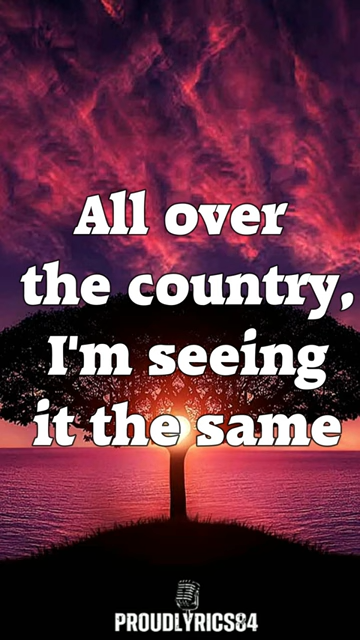 All over
the country,
I'm seeing
it the same
PROUDLYRICS84